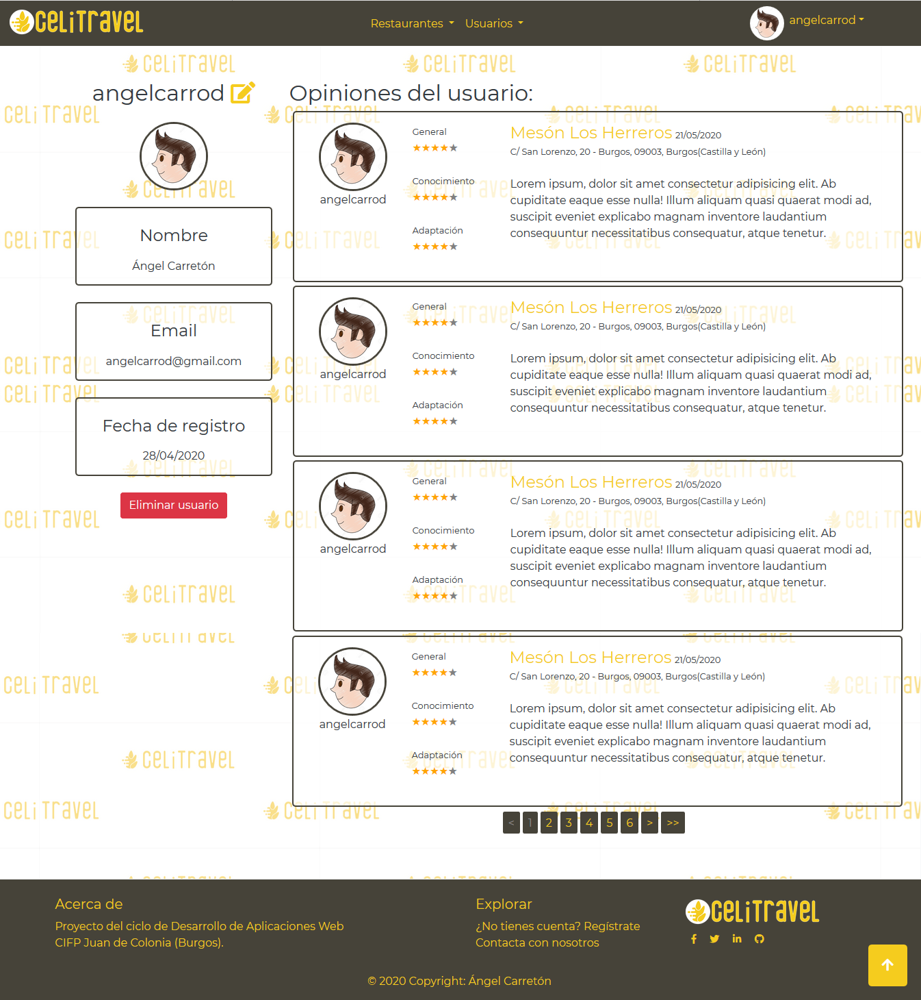 CELITRAVEL
Restaurantes
Usuarios
angelcarrod
angelcarrod
Nombre
Ángel Carretón
Email
angelcarrod@gmail.com
Fecha de registro
28/04/2020
Eliminar usuario
Opiniones del usuario:
angelcarrod
General
★★★★★
Conocimiento
★★★★★
Adaptación
★★★★★
Mesón Los Herreros 21/05/2020
C/ San Lorenzo, 20 - Burgos, 09003, Burgos(Castilla y León)
Lorem ipsum, dolor sit amet consectetur adipisicing elit. Ab
cupiditate eaque esse nulla! Illum aliquam quasi quaerat modi ad,
suscipit eveniet explicabo magnam inventore laudantium
consequuntur necessitatibus consequatur, atque tenetur.
angelcarrod
General
★★★★★
Conocimiento
★★★★★
Adaptación
★★★★★
Mesón Los Herreros 21/05/2020
C/ San Lorenzo, 20 - Burgos, 09003, Burgos(Castilla y León)
Lorem ipsum, dolor sit amet consectetur adipisicing elit. Ab
cupiditate eaque esse nulla! Illum aliquam quasi quaerat modi ad,
suscipit eveniet explicabo magnam inventore laudantium
consequuntur necessitatibus consequatur, atque tenetur.
angelcarrod
General
★★★★★
Conocimiento
★★★★★
Adaptación
★★★★★
Mesón Los Herreros 21/05/2020
C/ San Lorenzo, 20 - Burgos, 09003, Burgos(Castilla y León)
Lorem ipsum, dolor sit amet consectetur adipisicing elit. Ab
cupiditate eaque esse nulla! Illum aliquam quasi quaerat modi ad,
suscipit eveniet explicabo magnam inventore laudantium
consequuntur necessitatibus consequatur, atque tenetur.
angelcarrod
General
★★★★★
Conocimiento
★★★★★
Adaptación
★★★★★
Mesón Los Herreros 21/05/2020
C/ San Lorenzo, 20 - Burgos, 09003, Burgos(Castilla y León)
Lorem ipsum, dolor sit amet consectetur adipisicing elit. Ab
cupiditate eaque esse nulla! Illum aliquam quasi quaerat modi ad,
suscipit eveniet explicabo magnam inventore laudantium
consequuntur necessitatibus consequatur, atque tenetur.
< 1 2 3 4 5 6 > >>
Acerca de
Proyecto del ciclo de Desarrollo de Aplicaciones Web
CIFP Juan de Colonia (Burgos).
Explorar
¿No tienes cuenta? Regístrate
Contacta con nosotros
CELITRAVEL
© 2020 Copyright: Ángel Carretón